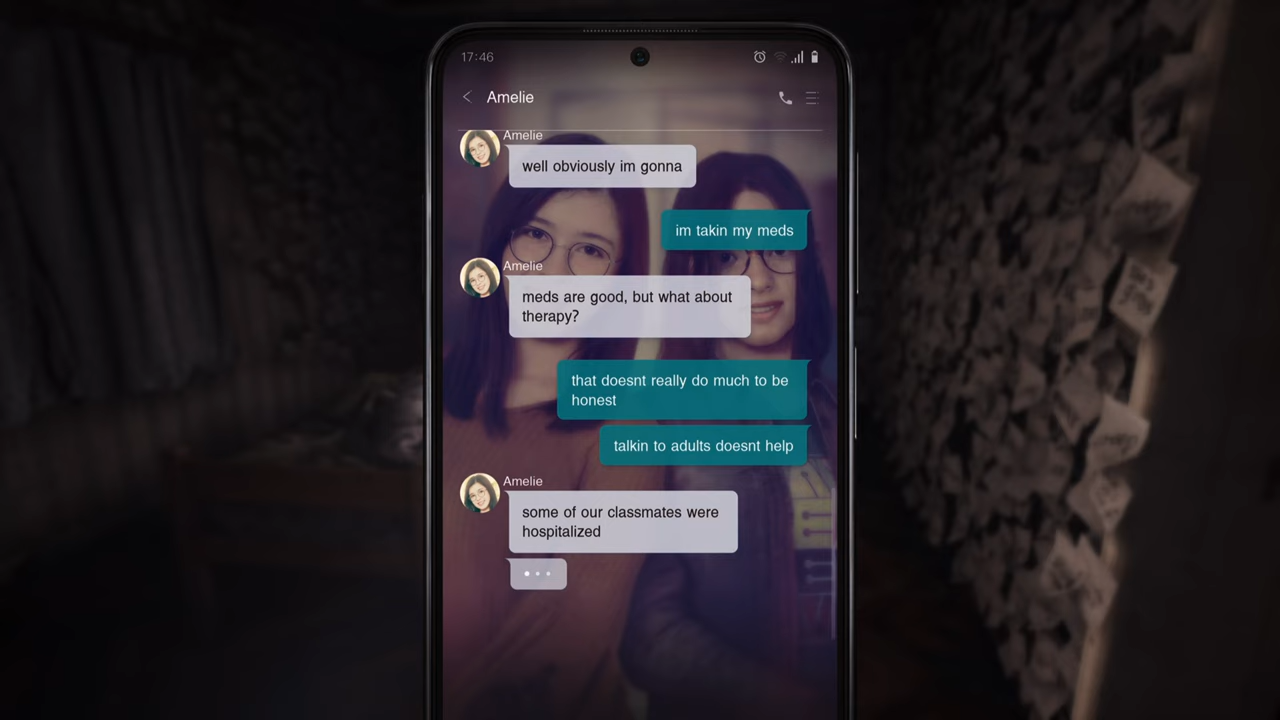 17:46
Amelie
Amelie
well obviously im gonna
im takin my meds
Amelie
meds are good, but what about
therapy?
that doesnt really do much to be
honest
talkin to adults doesnt help
Amelie
some of our classmates were
hospitalized